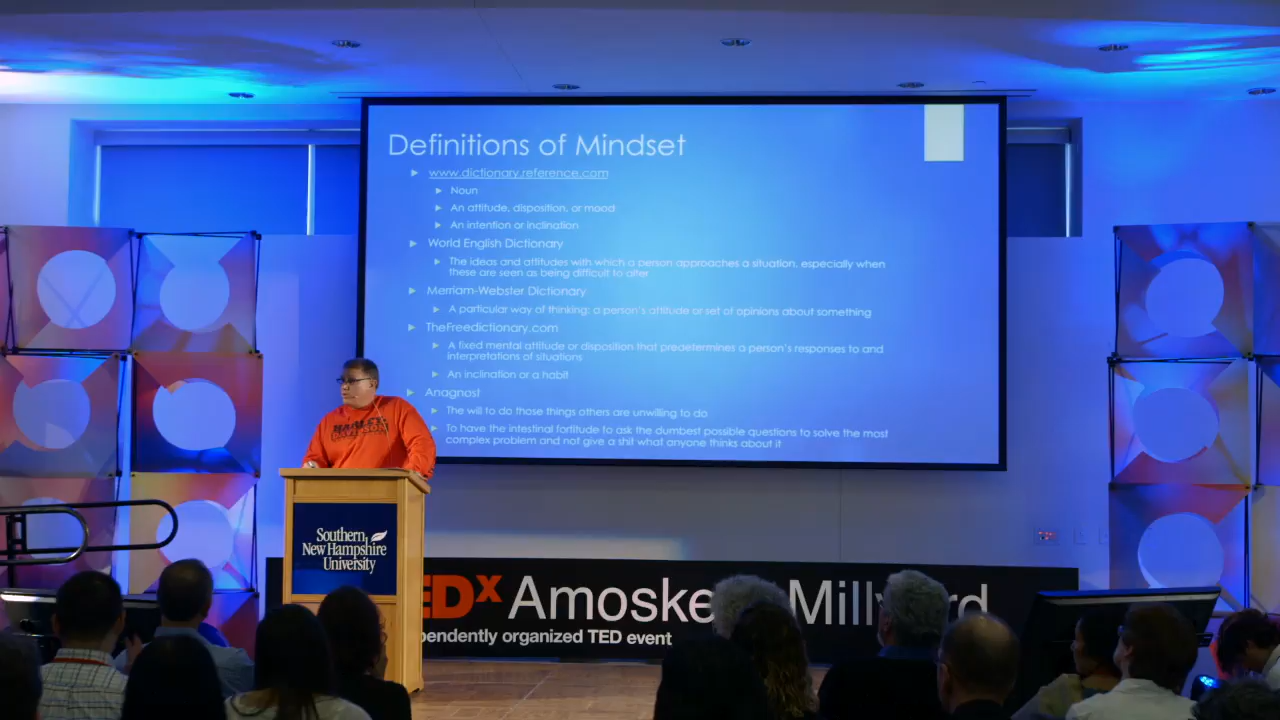 Definitions of Mindset
www.dictionary.reference.com
Noun
An attitude, disposition, or mood
An intention or inclination
World English Dictionary
The ideas and attitudes with which a person approaches a situation, especially when
these are seen as being difficult to alter
Merriam-Webster Dictionary
A particular way of thinking: a person's attitude or set of opinions about something
TheFreedictionary.com
A fixed mental attitude or disposition that predetermines a person's responses to and
interpretations of situations
An inclination or a habit
Anagnost
The will to do those things others are unwilling to do
To have the intestinal fortitude to ask the dumbest possible questions to solve the most
complex problem and not give a shit what anyone thinks about it
HARLEY-
DAVIDSON
Southern
New Hampshire
University
EDx Amoske Mill rd
pendently organized TED event